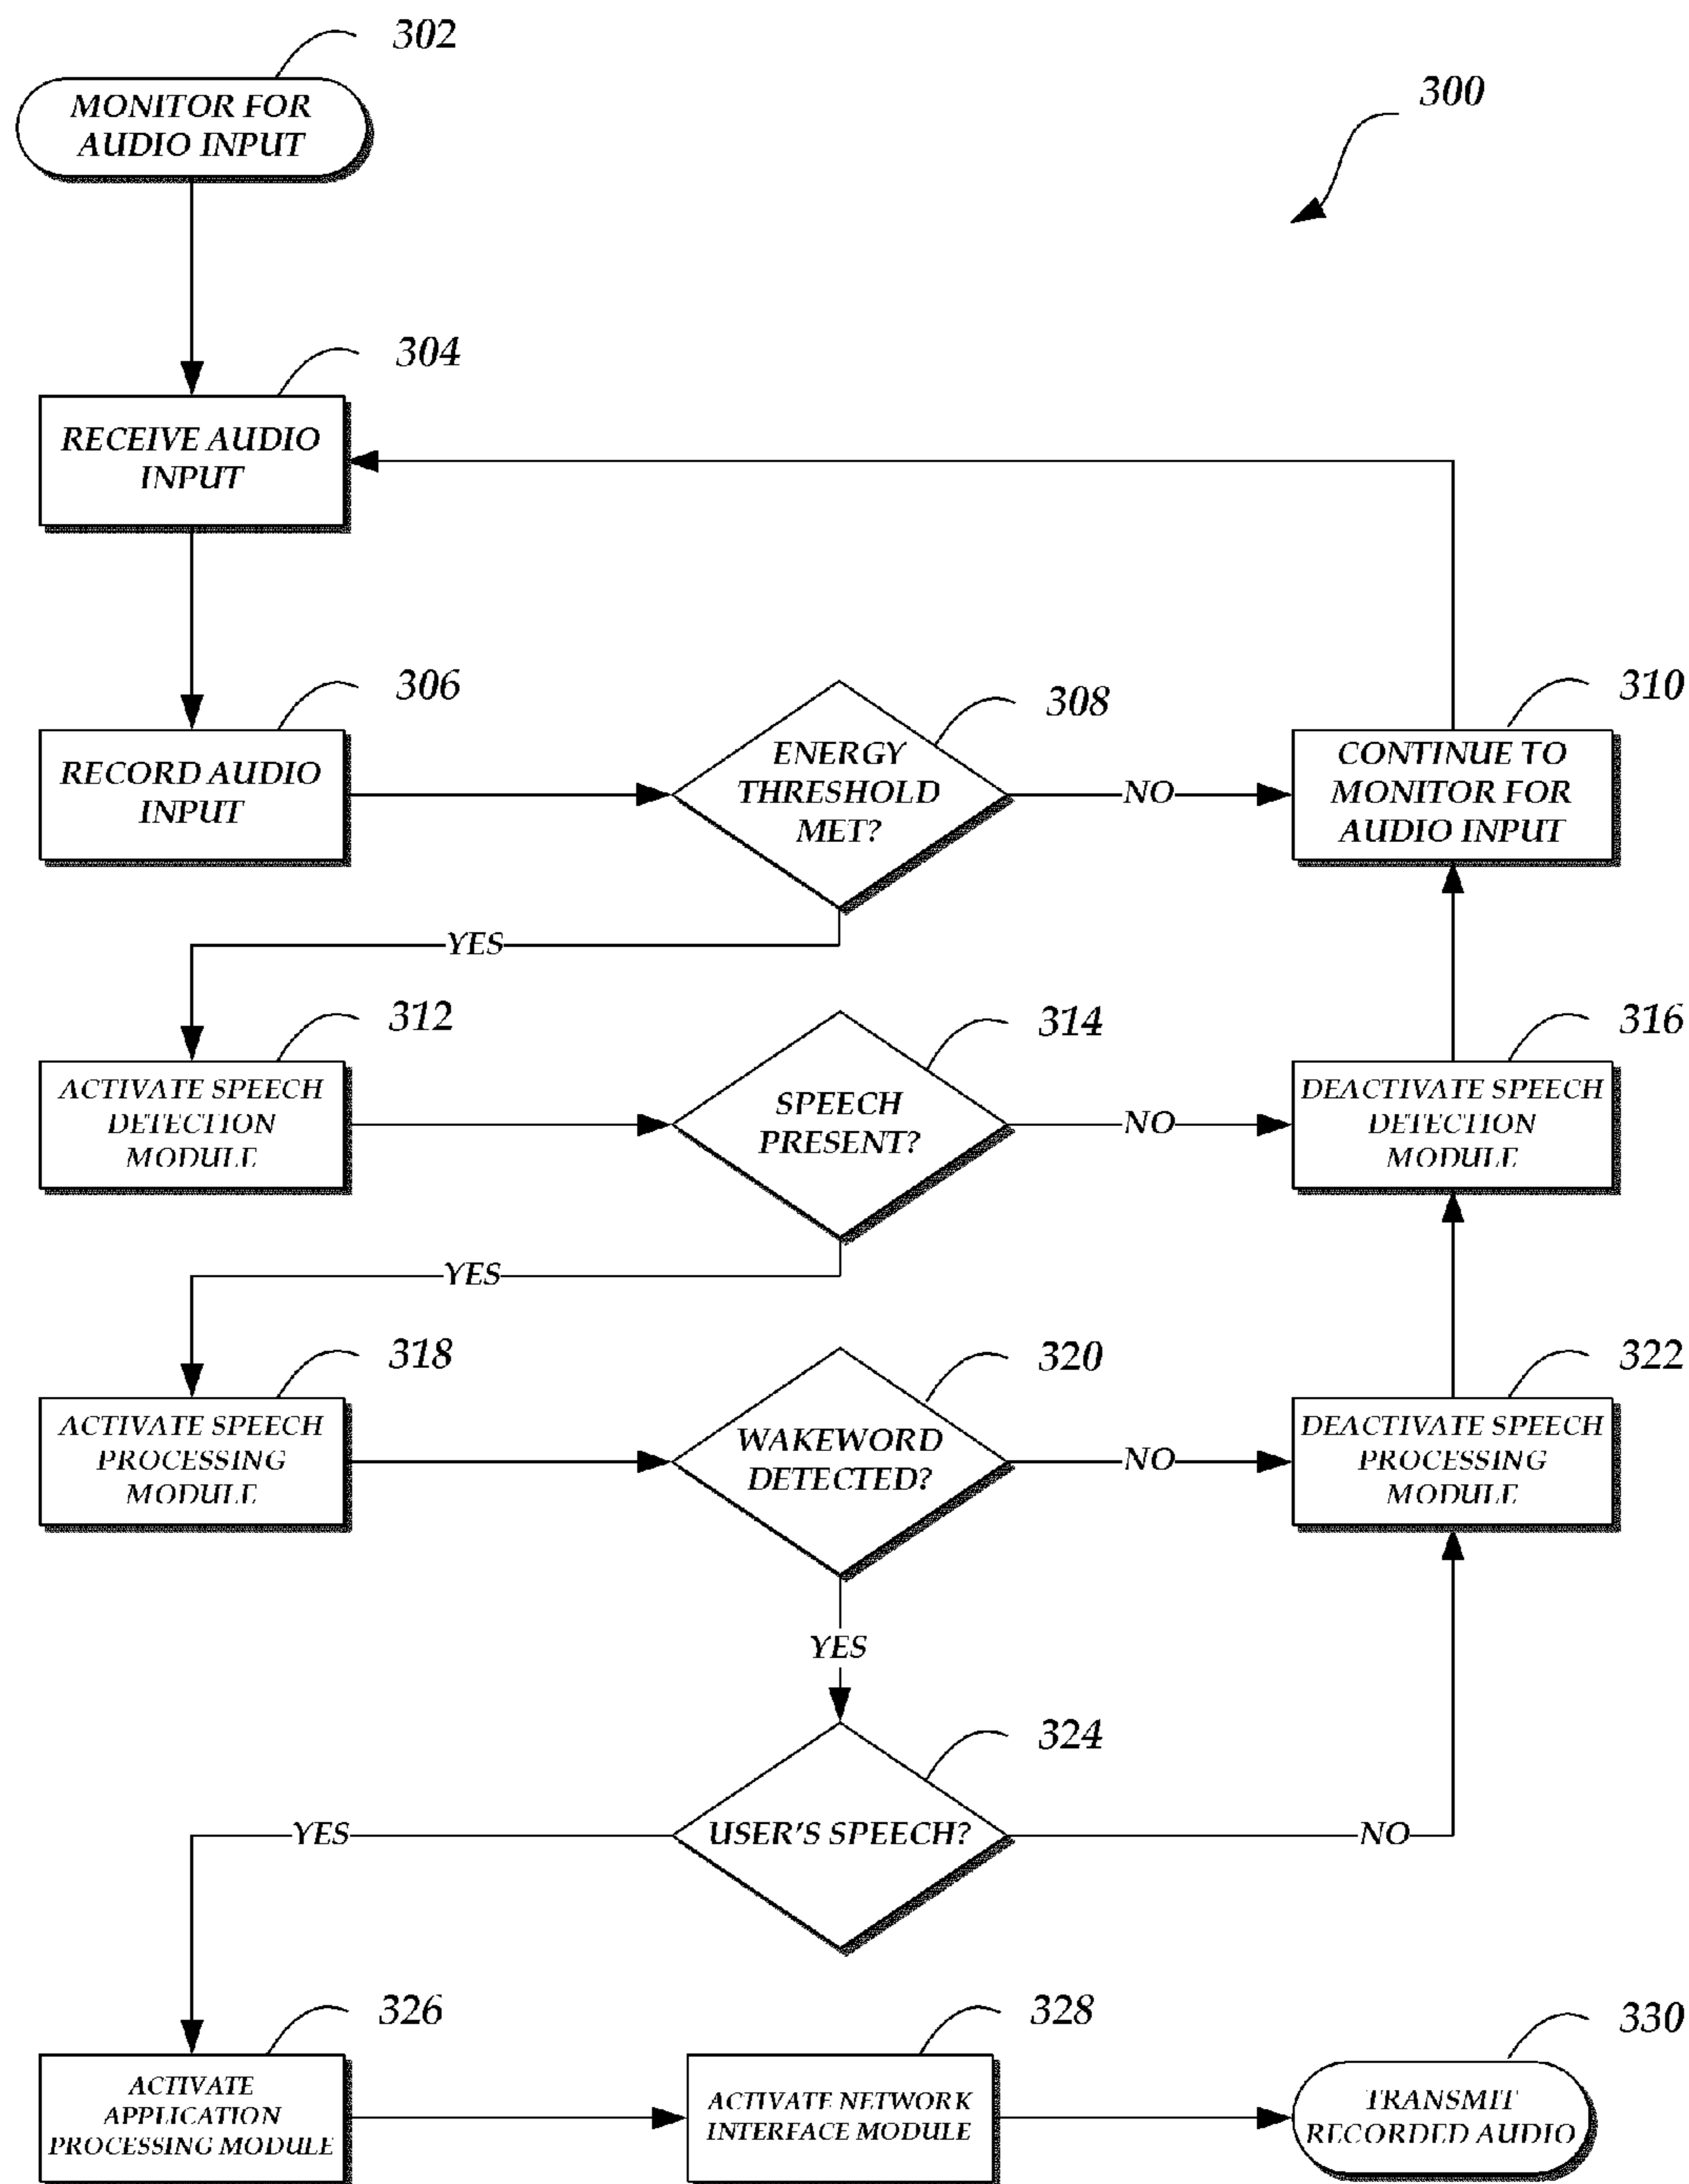 302
MONITOR FOR
AUDIO INPUT
300
304
RECEIVE AUDIO
INPUT
306
RECORD AUDIO
INPUT
308
ENERGY
THRESHOLD
MET?
NO
310
CONTINUE TO
MONITOR FOR
AUDIO INPUT
YES
312
ACTIVATE SPEECH
DETECTION
MODULE
314
SPEECH
PRESENT?
NO
316
DEACTIVATE SPEECH
DETECTION
MODULE
YES
318
ACTIVATE SPEECH
PROCESSING
MODULE
320
WAKEWORD
DETECTED?
NO
322
DEACTIVATE SPEECH
PROCESSING
MODULE
YES
324
USER'S SPEECH?
YES
NO
326
ACTIVATE
APPLICATION
PROCESSING MODULE
328
ACTIVATE NETWORK
INTERFACE MODULE
330
TRANSMIT
RECORDED AUDIO